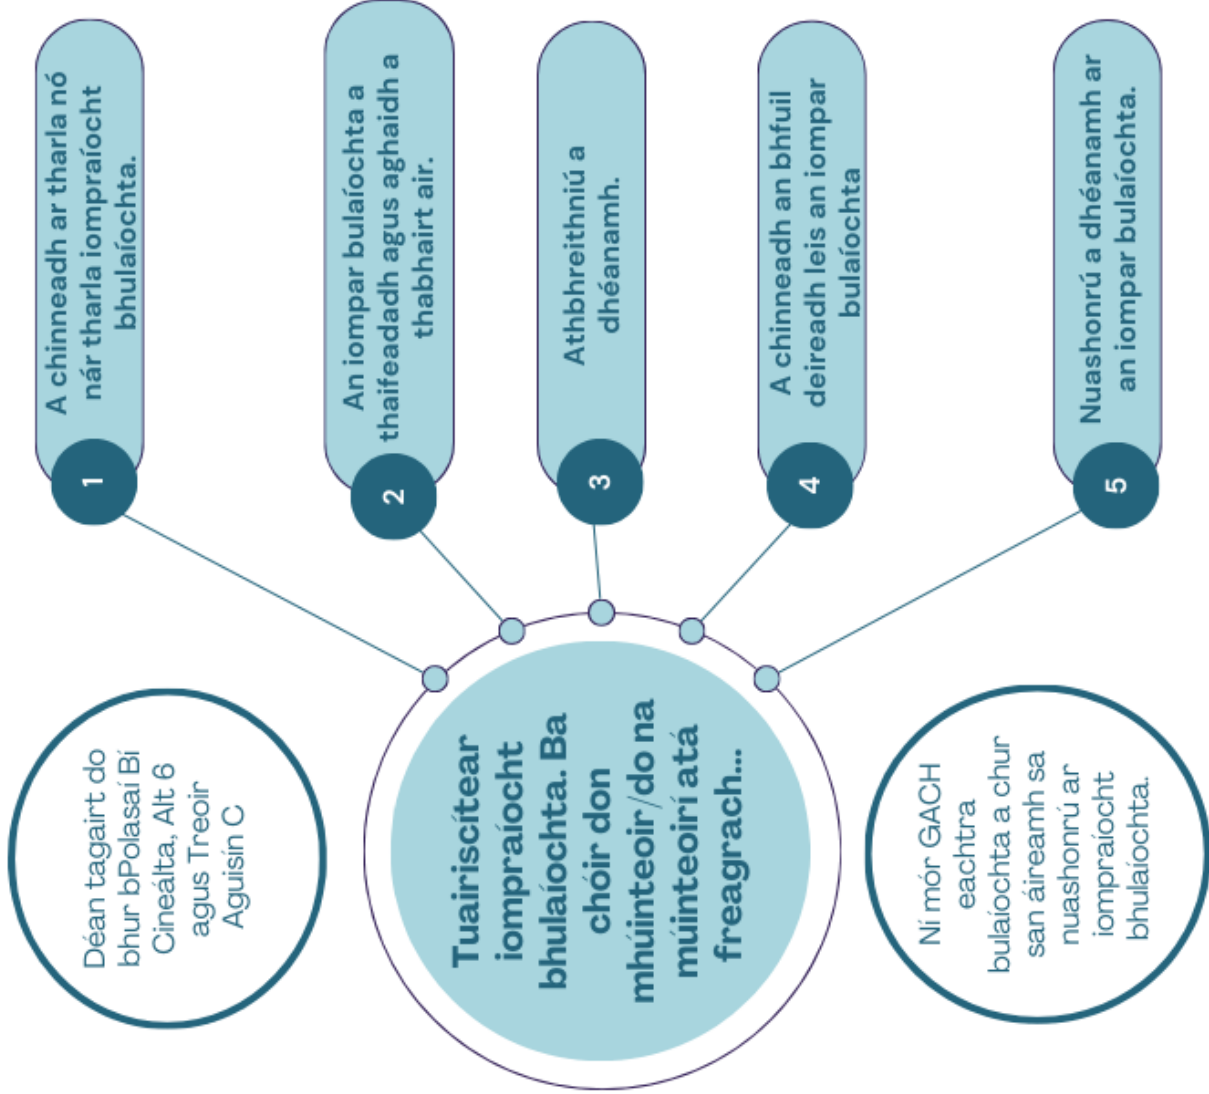 Déan tagairt do
bhur bPolasaí Bí
Cineálta, Alt 6
agus Treoir
Aguisín C
Tuairiscítear
iompraíocht
bhulaíochta. Ba
chóir don
mhúinteoir/do na
múinteoirí atá
freagrach...
Ní mór GACH
eachtra
bulaíochta a chur
san áireamh sa
nuashonrú ar
iompraíocht
bhulaíochta.
1
A chinneadh ar tharla nó
nár tharla iompraíocht
bhulaíochta.
2
An iompar bulaíochta a
thaifeadadh agus aghaidh a
thabhairt air.
3
Athbhreithniú a
dhéanamh.
4
A chinneadh an bhfuil
deireadh leis an iompar
bulaíochta
5
Nuashonrú a dhéanamh ar
an iompar bulaíochta.